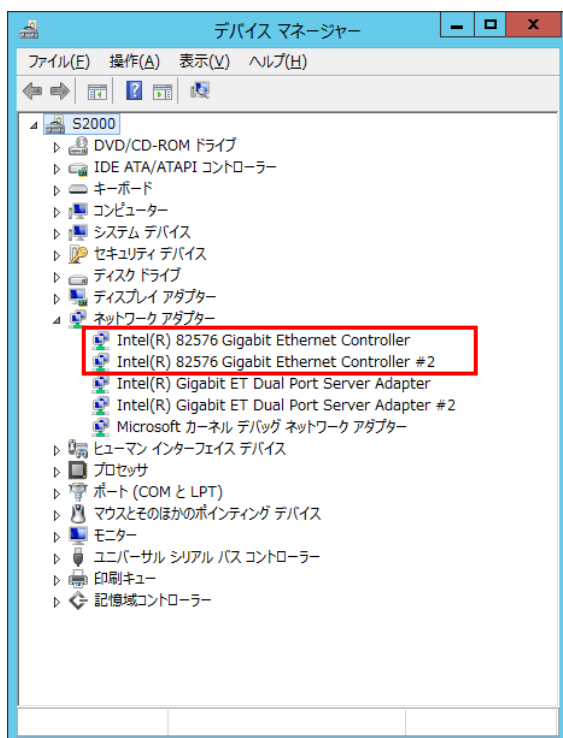 デバイス マネージャー
ファイル(F) 操作(A) 表示(V) ヘルプ(H)
S2000
DVD/CD-ROM ドライブ
IDE ATA/ATAPI コントローラー
キーボード
コンピューター
システム デバイス
セキュリティ デバイス
ディスク ドライブ
ディスプレイ アダプター
ネットワーク アダプター
Intel(R) 82576 Gigabit Ethernet Controller
Intel(R) 82576 Gigabit Ethernet Controller #2
Intel(R) Gigabit ET Dual Port Server Adapter
Intel(R) Gigabit ET Dual Port Server Adapter #2
Microsoft カーネル デバッグ ネットワーク アダプター
ヒューマン インターフェイス デバイス
プロセッサ
ポート (COM と LPT)
マウスとそのほかのポインティング デバイス
モニター
ユニバーサル シリアル バス コントローラー
印刷キュー
記憶域コントローラー